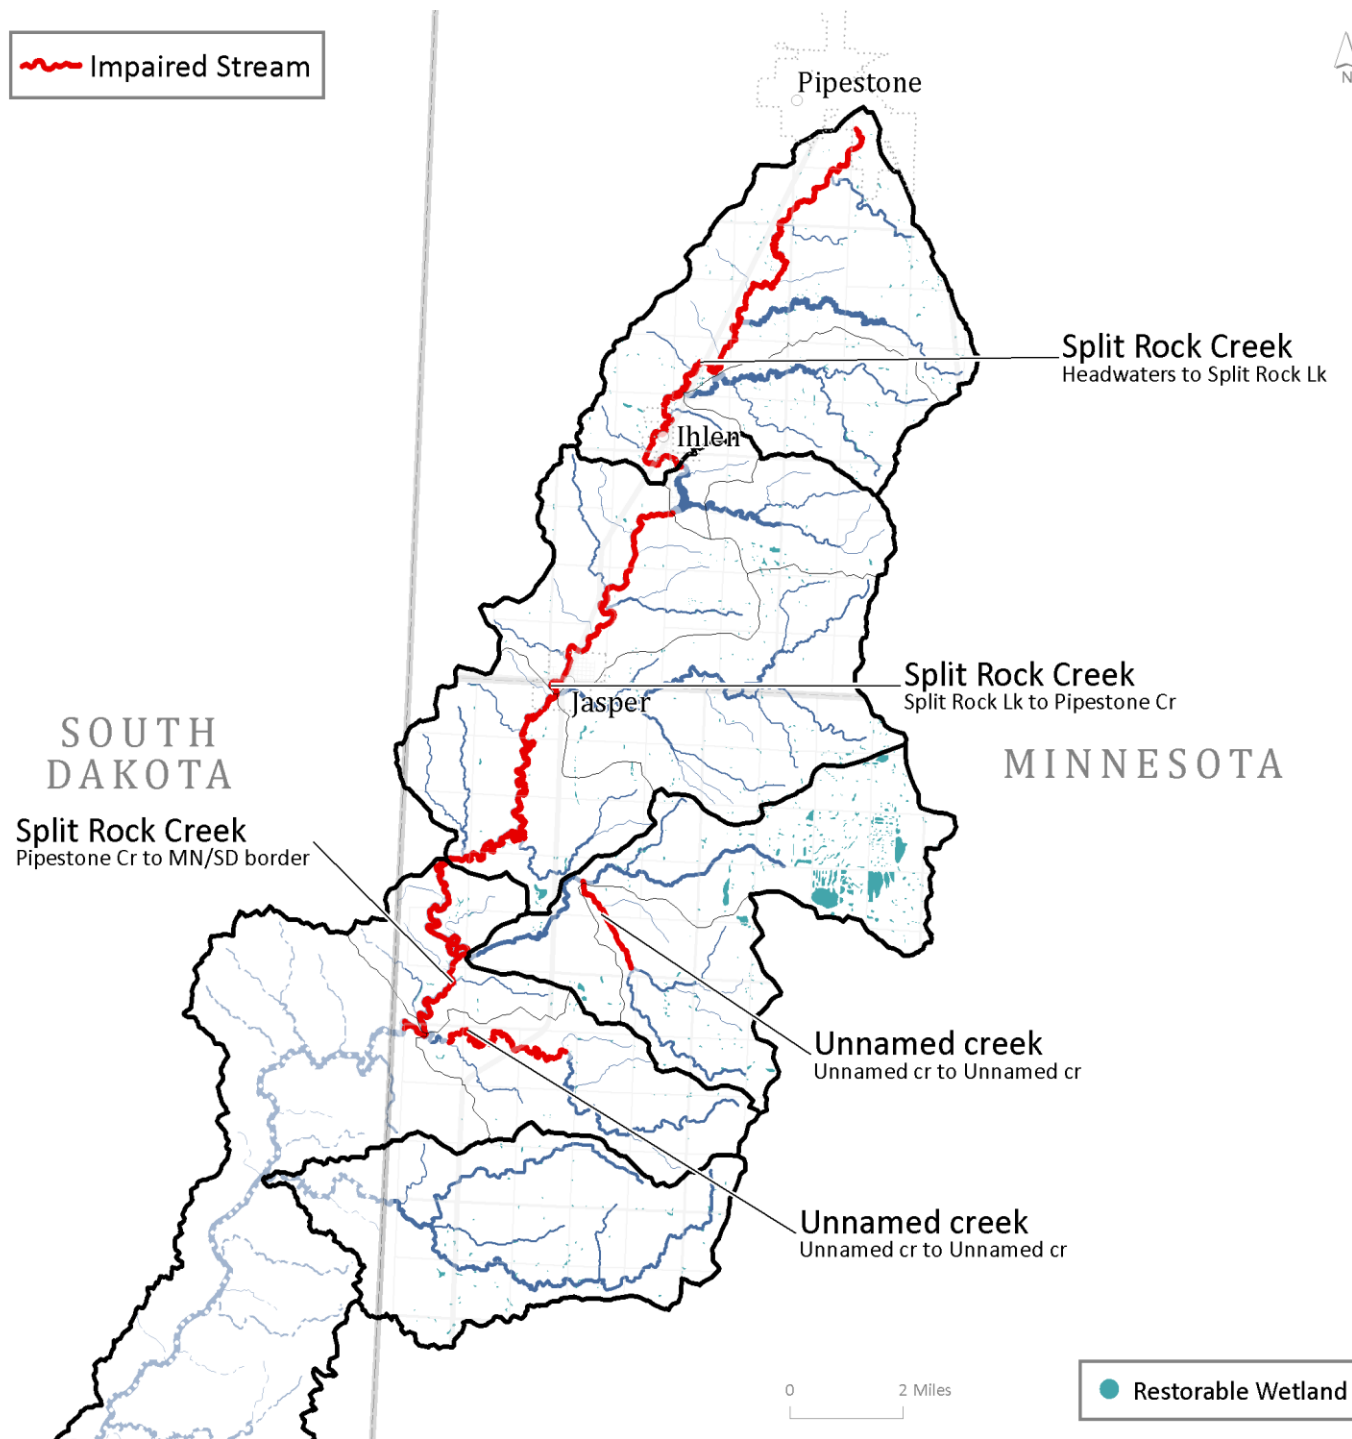 Impaired Stream
N
Pipestone
Split Rock Creek
Headwaters to Split Rock Lk
Ihlen
Split Rock Creek
Split Rock Lk to Pipestone Cr
Jasper
SOUTH
DAKOTA
MINNESOTA
Split Rock Creek
Pipestone Cr to MN/SD border
Unnamed creek
Unnamed cr to Unnamed cr
Unnamed creek
Unnamed cr to Unnamed cr
0 2 Miles
Restorable Wetland